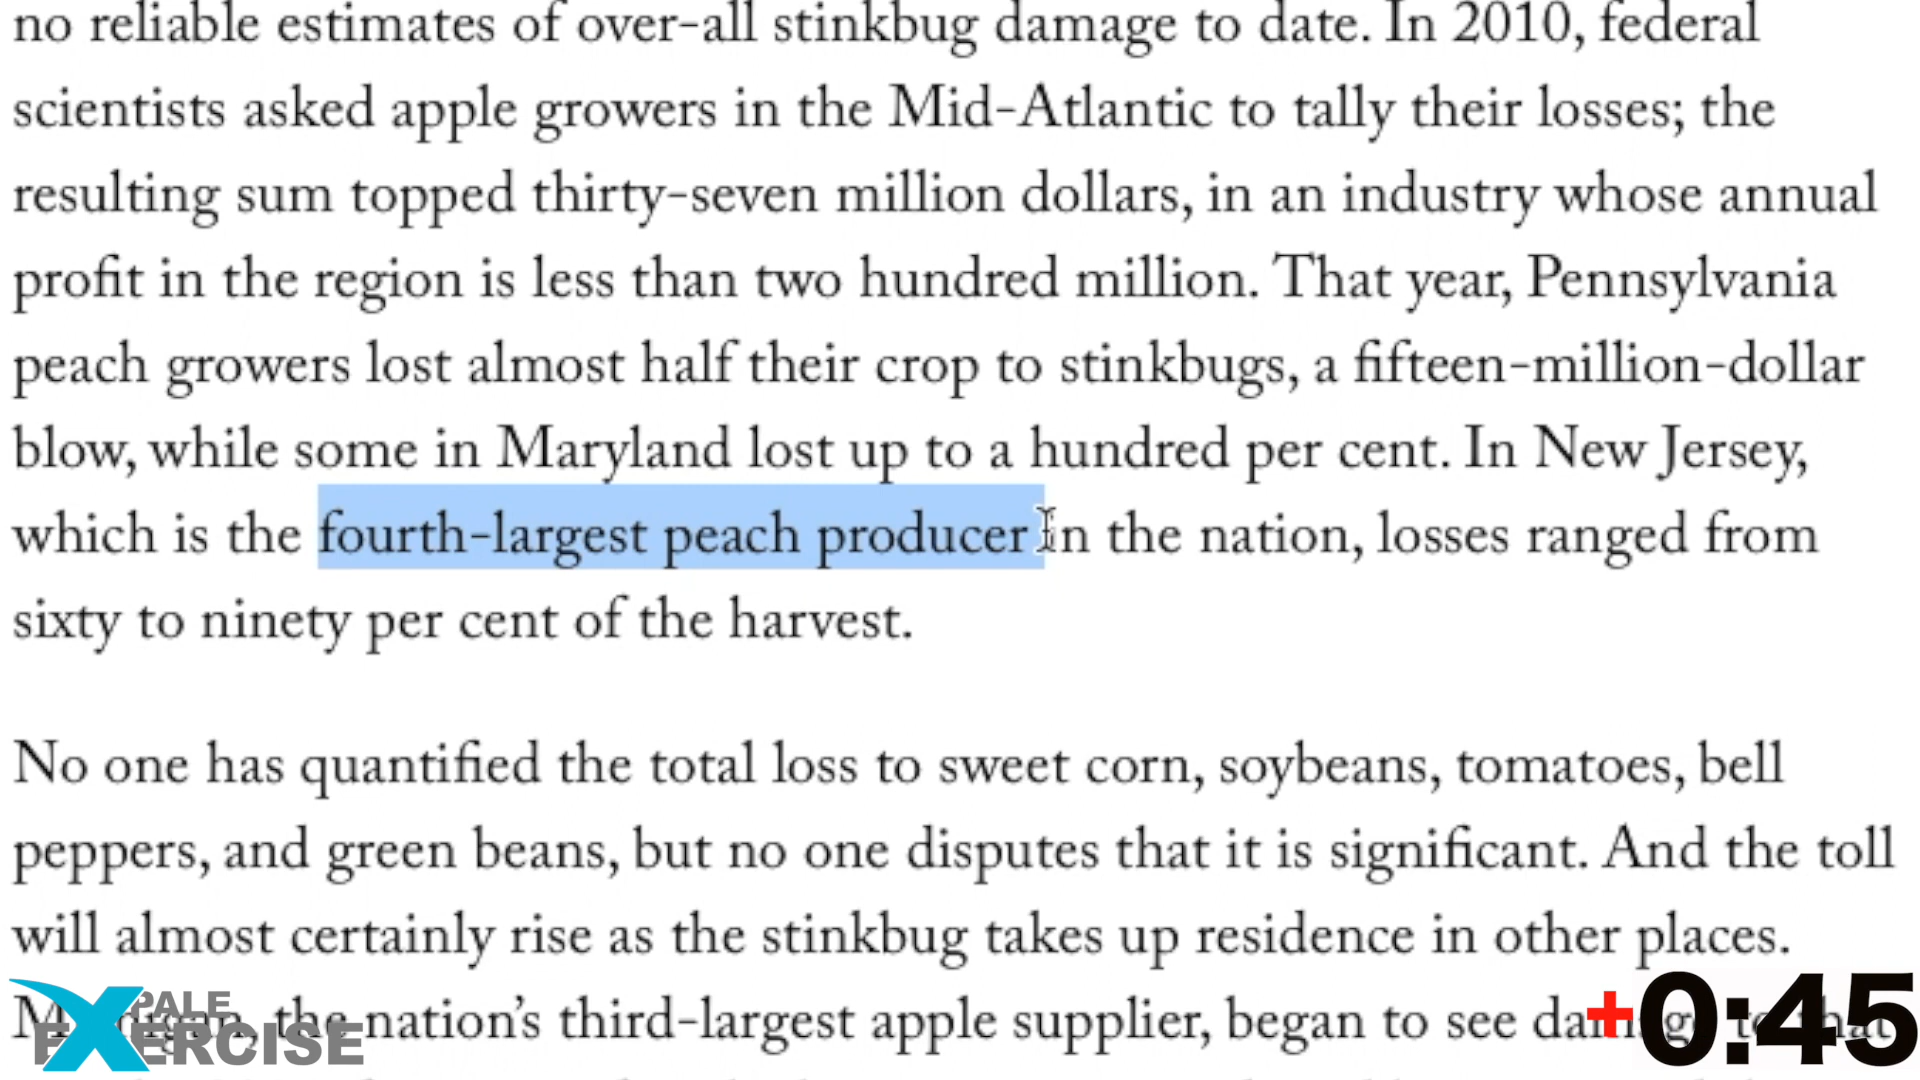 no reliable estimates of over-all stinkbug damage to date. In 2010, federal
scientists asked apple growers in the Mid-Atlantic to tally their losses; the
resulting sum topped thirty-seven million dollars, in an industry whose annual
profit in the region is less than two hundred million. That year, Pennsylvania
peach growers lost almost half their crop to stinkbugs, a fifteen-million-dollar
blow, while some in Maryland lost up to a hundred per cent. In New Jersey,
which is the fourth-largest peach producer in the nation, losses ranged from
sixty to ninety per cent of the harvest.
No one has quantified the total loss to sweet corn, soybeans, tomatoes, bell
peppers, and green beans, but no one disputes that it is significant. And the toll
will almost certainly rise as the stinkbug takes up residence in other places.
the nation's third-largest apple supplier, began to see damage to that
PALE
EXERCISE
+0:45